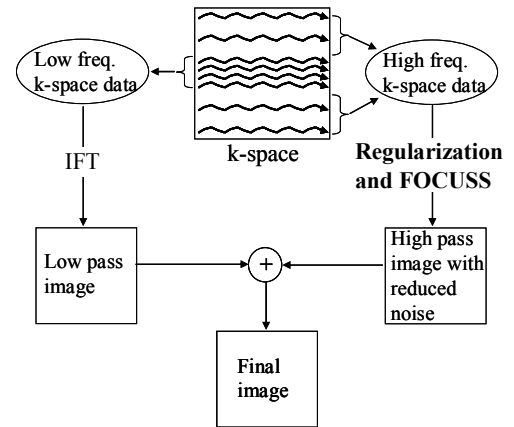 Low freq.
k-space data
High freq.
k-space data
k-space
IFT
Regularization
and FOCUSS
Low pass
image
+
High pass
image with
reduced
noise
Final
image